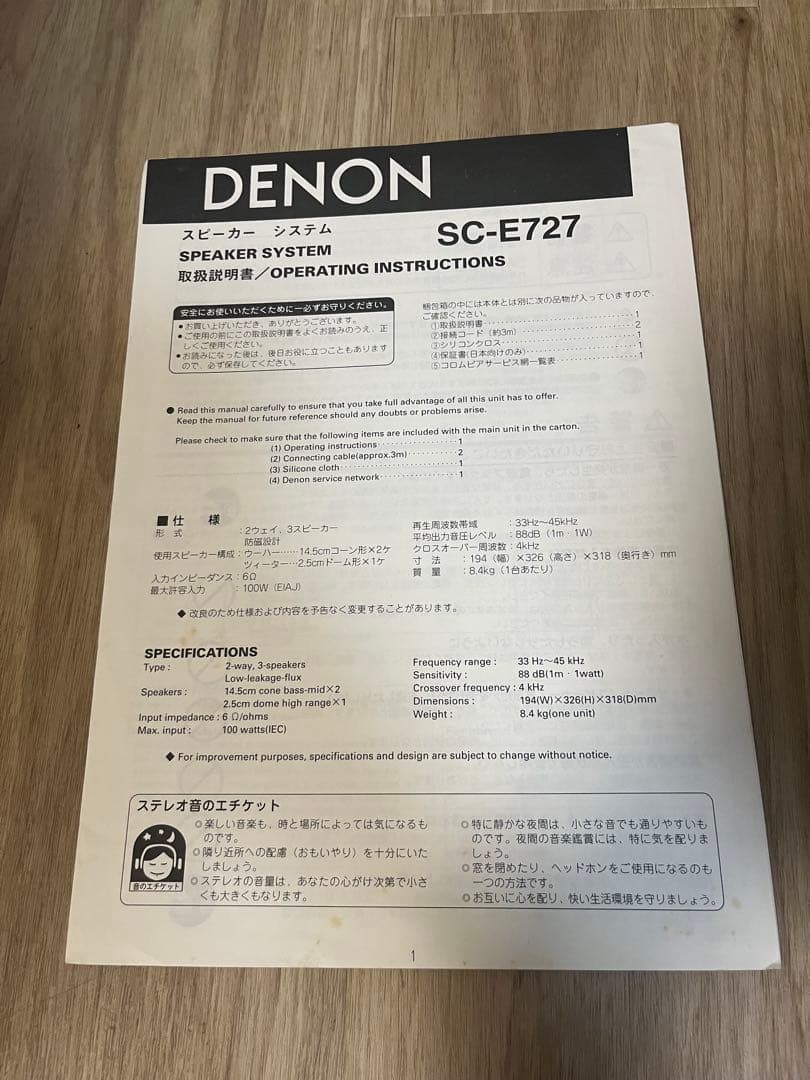 DENON
スピーカー システム
SPEAKER SYSTEM
SC-E727
取扱説明書／OPERATING INSTRUCTIONS
安全にお使いいただくために—必ずお守りください。
●お買い上げいただき、ありがとうございます。
●ご使用の前にこの取扱説明書をよくお読みのうえ、正
しくご使用ください。
●お読みになった後は、後日お役に立つこともあります
ので、必ず保存してください。
梱包箱の中には本体とは別に次の品物が入っていますので、
ご確認ください。
①取扱説明書‥‥‥‥‥‥‥‥‥‥1
②接続コード（約3m）‥‥‥‥‥‥‥‥2
③シリコンクロス‥‥‥‥‥‥‥‥‥1
④保証書(日本向けのみ)‥‥‥‥‥‥‥1
⑤コロムビアサービス網一覧表‥‥‥‥‥1
● Read this manual carefully to ensure that you take full advantage of all this unit has to offer.
Keep the manual for future reference should any doubts or problems arise.
Please check to make sure that the following items are included with the main unit in the carton.
(1) Operating instructions‥‥‥‥‥‥1
(2) Connecting cable(approx.3m)‥‥‥‥2
(3) Silicone cloth‥‥‥‥‥‥‥‥1
(4) Denon service network‥‥‥‥‥‥1
■仕 様
形 式 ：2ウェイ、3スピーカー
防磁設計
使用スピーカー構成：ウーハー……14.5cmコーン形×2ケ
ツィーター…2.5cmドーム形×1ケ
入力インピーダンス：6Ω
最大許容入力 ：100W（EIAJ）
再生周波数帯域 ：33Hz〜45kHz
平均出力音圧レベル ：88dB（1m・1W）
クロスオーバー周波数：4kHz
寸 法 ：194（幅）×326（高さ）×318（奥行き）mm
質 量 ：8.4kg（1台あたり）
◆ 改良のため仕様および内容を予告なく変更することがあります。
SPECIFICATIONS
Type : 2-way, 3-speakers
Low-leakage-flux
Speakers : 14.5cm cone bass-mid×2
2.5cm dome high range×1
Input impedance : 6 Ω/ohms
Max. input : 100 watts(IEC)
Frequency range : 33 Hz〜45 kHz
Sensitivity : 88 dB(1m・1watt)
Crossover frequency : 4 kHz
Dimensions : 194(W)×326(H)×318(D)mm
Weight : 8.4 kg(one unit)
◆ For improvement purposes, specifications and design are subject to change without notice.
ステレオ音のエチケット
音のエチケット
◎楽しい音楽も、時と場所によっては気になるも
のです。
◎隣り近所への配慮（おもいやり）を十分にいた
しましょう。
◎ステレオの音量は、あなたの心がけ次第で小さ
くも大きくもなります。
◎特に静かな夜間は、小さな音でも通りやすいも
のです。夜間の音楽鑑賞には、特に気を配りま
しょう。
◎窓を閉めたり、ヘッドホンをご使用になるのも
一つの方法です。
◎お互いに心を配り、快い生活環境を守りましょう。
1